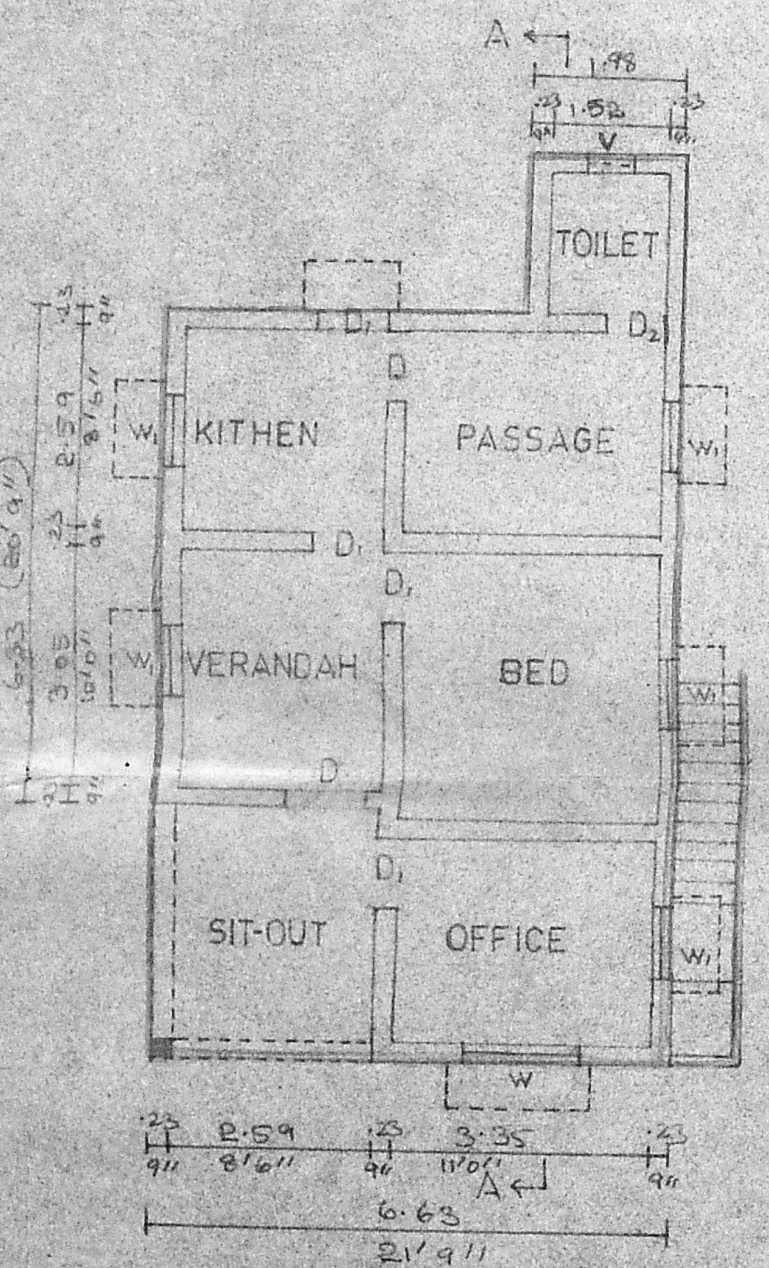 A
1.98
.23 1.52 .23
9" 9"
V
TOILET
D1 D2
D
W1 KITHEN PASSAGE W1
D1
D1
W1 VERANDAH BED W1
D
D1
SIT-OUT OFFICE W1
W
.23 2.59 .23 3.35 .23
9" 8'6" 9" 11'0" 9"
A
6.63
21'9"
.23 2.59 .23 3.05
9" 8'6" 9" 10'0" 9"
(20'9")